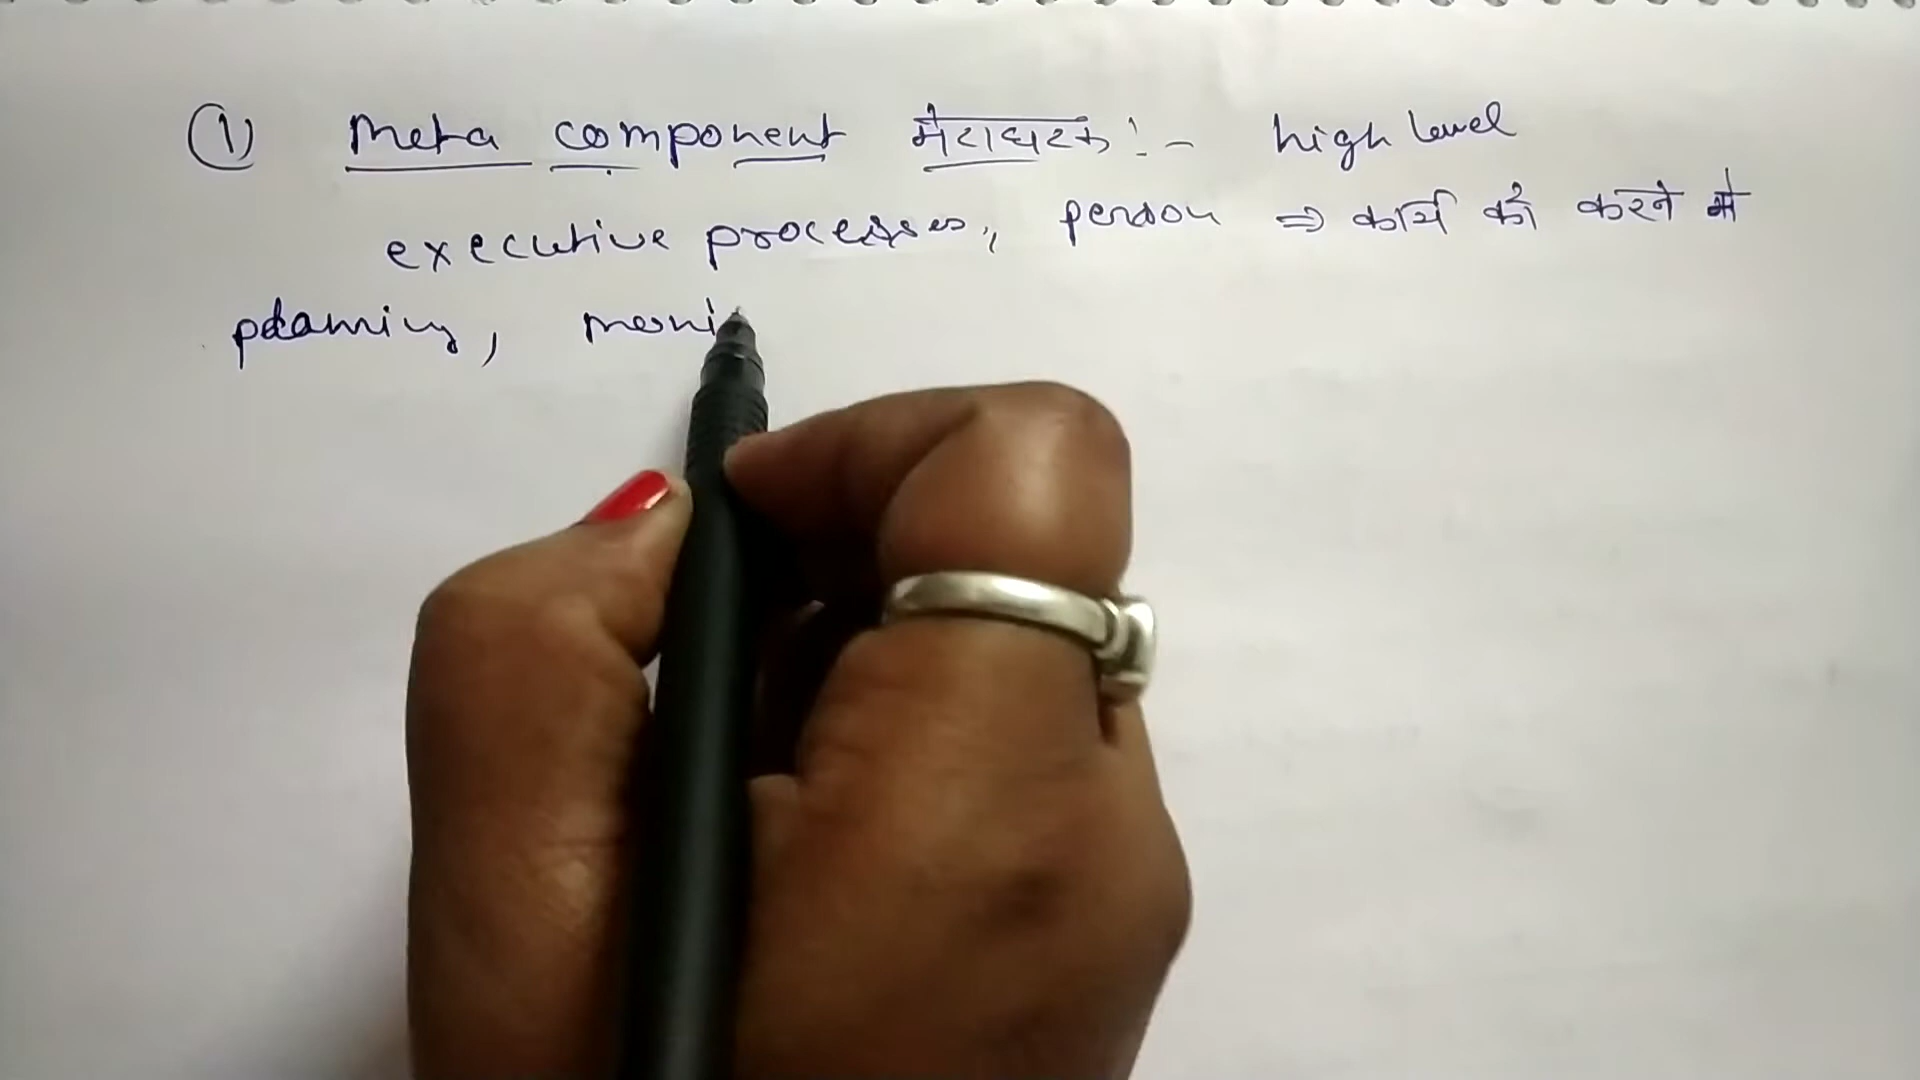 ① Meta component मेटाघटक :- high level
executive processes, person ⇒ कार्य को करने में
planning, moni